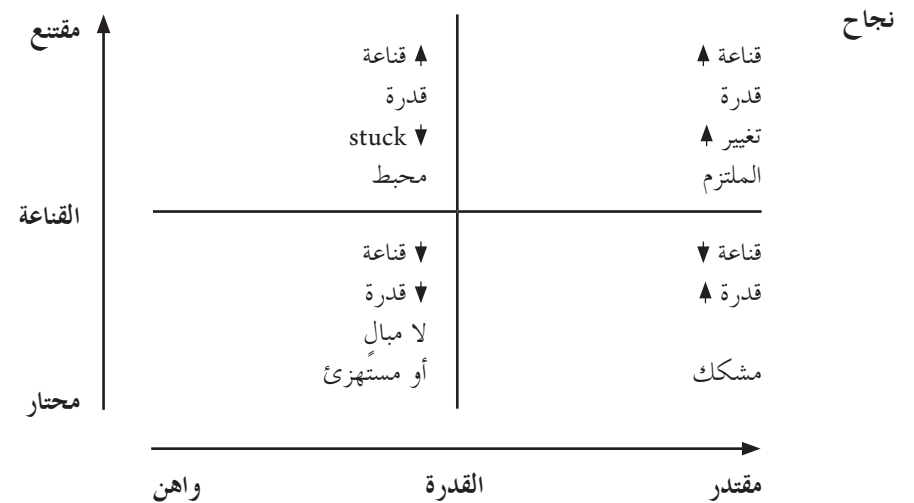 نجاح
مقتنع
القناعة
محتار
قناعة
قدرة
تغيير
الملتزم
قناعة
قدرة
stuck
محبط
قناعة
قدرة
مشكك
قناعة
قدرة
لا مبالٍ
أو مستهزئ
مقتدر
القدرة
واهن